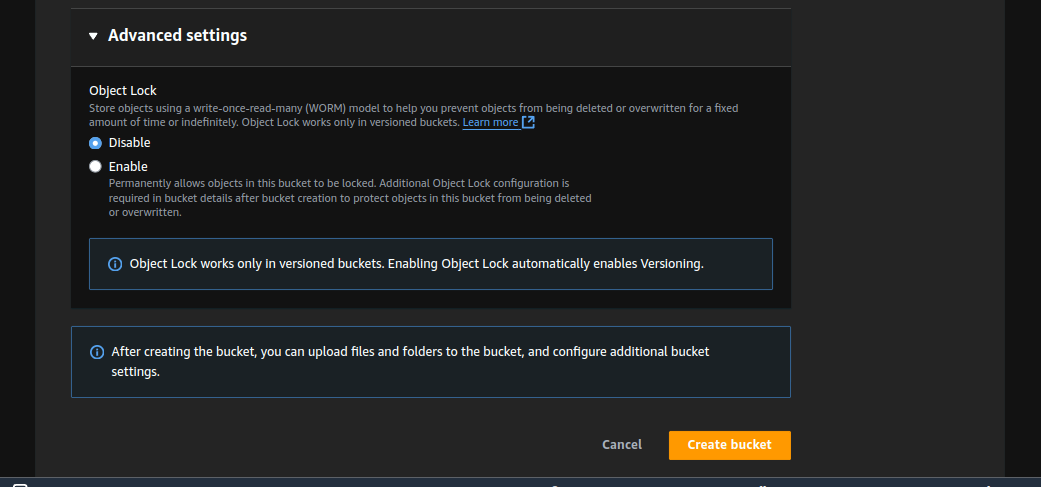 Advanced settings
Object Lock
Store objects using a write-once-read-many (WORM) model to help you prevent objects from being deleted or overwritten for a fixed
amount of time or indefinitely. Object Lock works only in versioned buckets. Learn more
Disable
Enable
Permanently allows objects in this bucket to be locked. Additional Object Lock configuration is
required in bucket details after bucket creation to protect objects in this bucket from being deleted
or overwritten.
Object Lock works only in versioned buckets. Enabling Object Lock automatically enables Versioning.
After creating the bucket, you can upload files and folders to the bucket, and configure additional bucket
settings.
Cancel
Create bucket